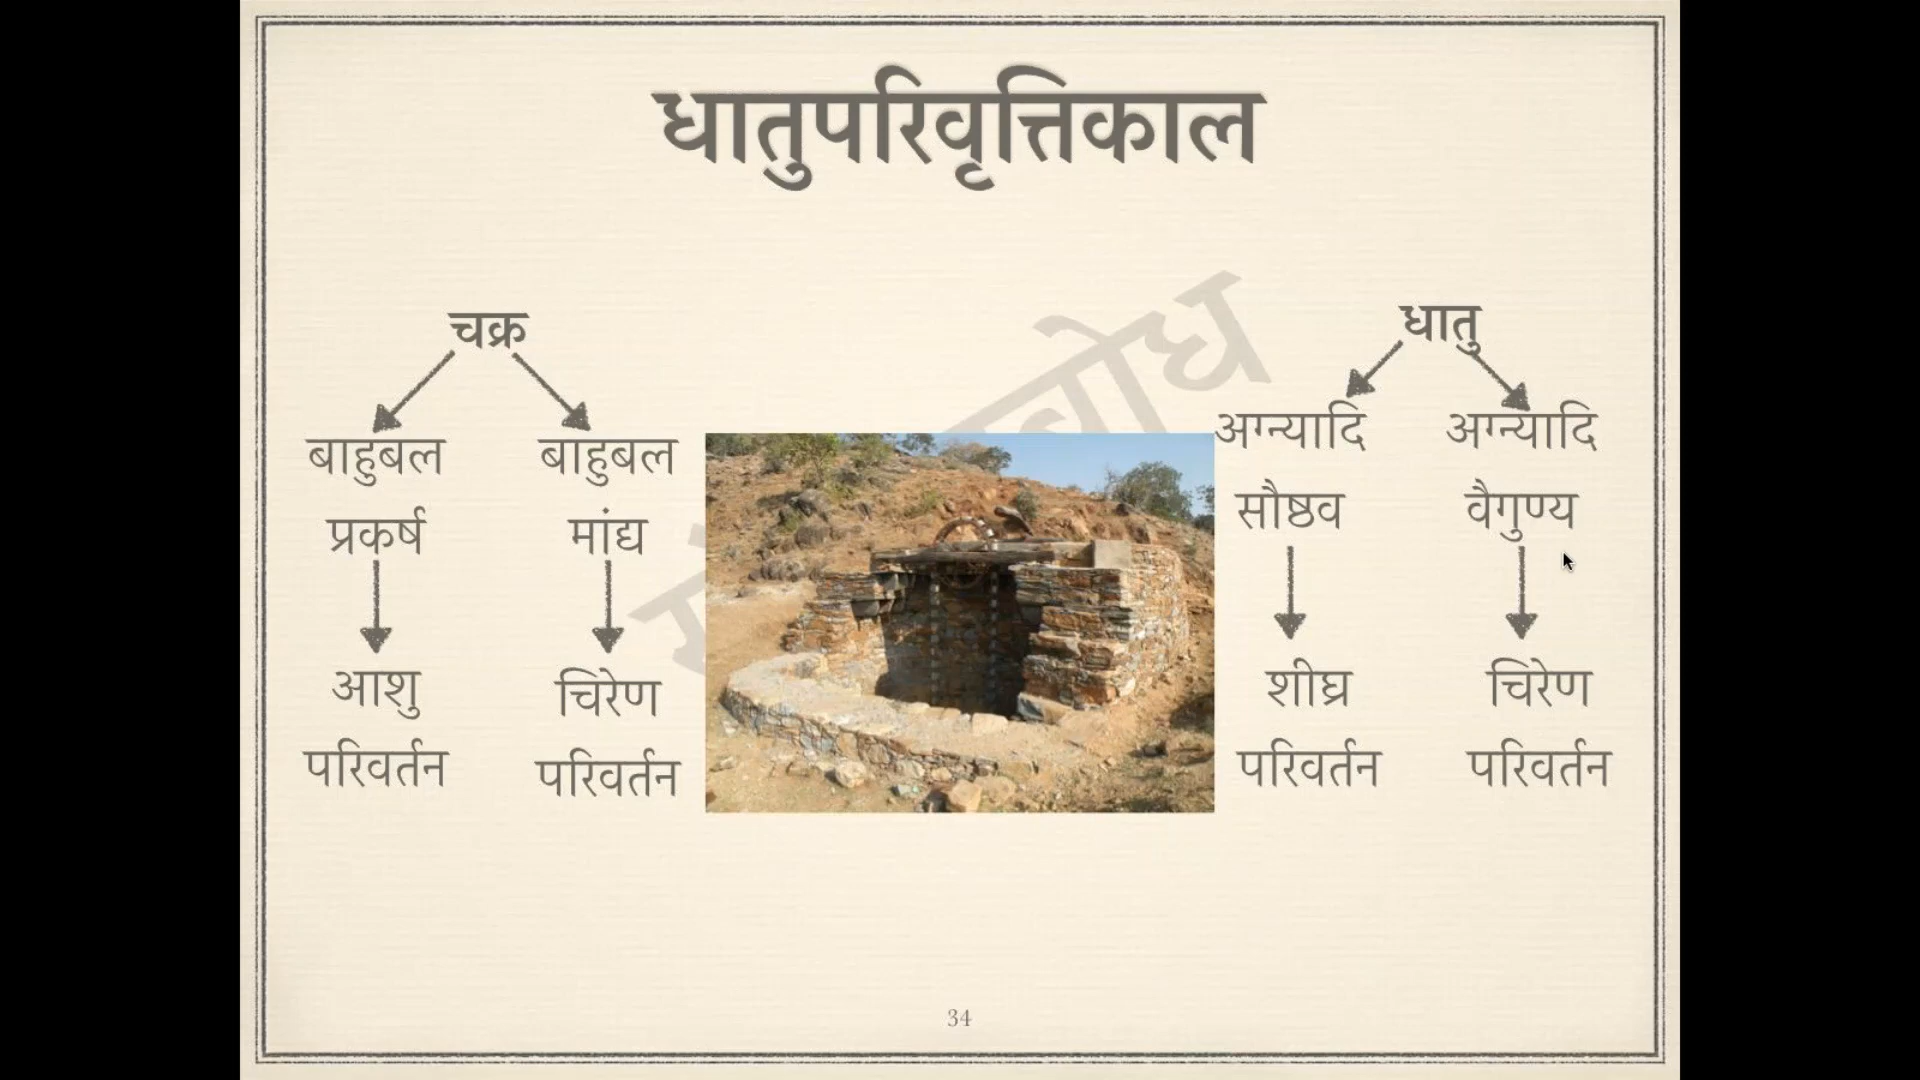 धातुपरिवृत्तिकाल
चक्र
बाहुबल
प्रकर्ष
आशु
परिवर्तन
बाहुबल
मांद्य
चिरेण
परिवर्तन
धातु
अग्न्यादि
सौष्ठव
शीघ्र
परिवर्तन
अग्न्यादि
वैगुण्य
चिरेण
परिवर्तन
बोध
34